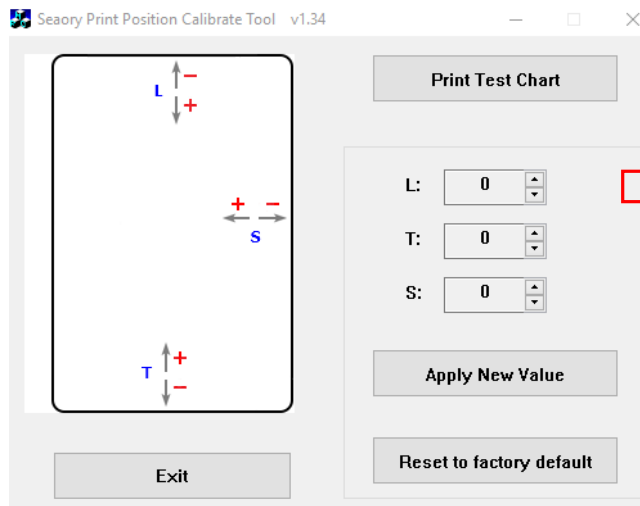 Seaory Print Position Calibrate Tool v1.34
L
−
+
Print Test Chart
L: 0
+ −
S
T: 0
S: 0
T
+
−
Apply New Value
Reset to factory default
Exit